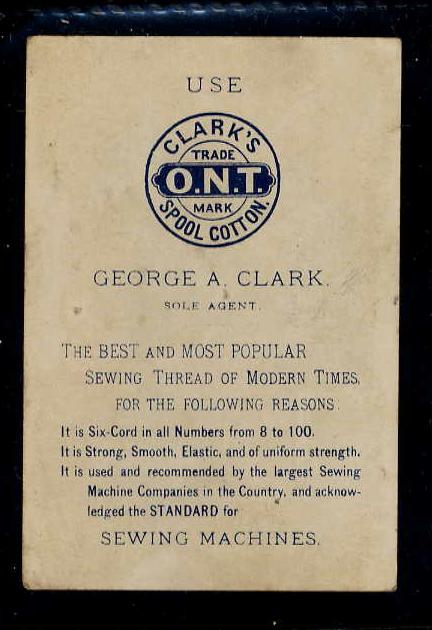 USE
CLARK'S
TRADE
O.N.T.
MARK
SPOOL COTTON.
GEORGE A. CLARK.
SOLE AGENT.
THE BEST AND MOST POPULAR
SEWING THREAD OF MODERN TIMES,
FOR THE FOLLOWING REASONS:
It is Six-Cord in all Numbers from 8 to 100.
It is Strong, Smooth, Elastic, and of uniform strength.
It is used and recommended by the largest Sewing
Machine Companies in the Country, and acknow-
ledged the STANDARD for
SEWING MACHINES.